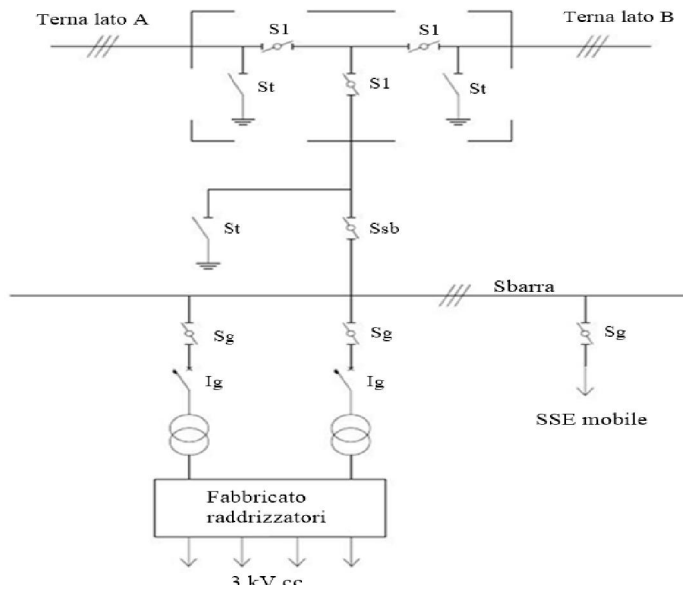 Terna lato A
S1
S1
Terna lato B
St
S1
St
St
Ssb
Sbarra
Sg
Sg
Sg
Ig
Ig
SSE mobile
Fabbricato
raddrizzatori
3 kV cc